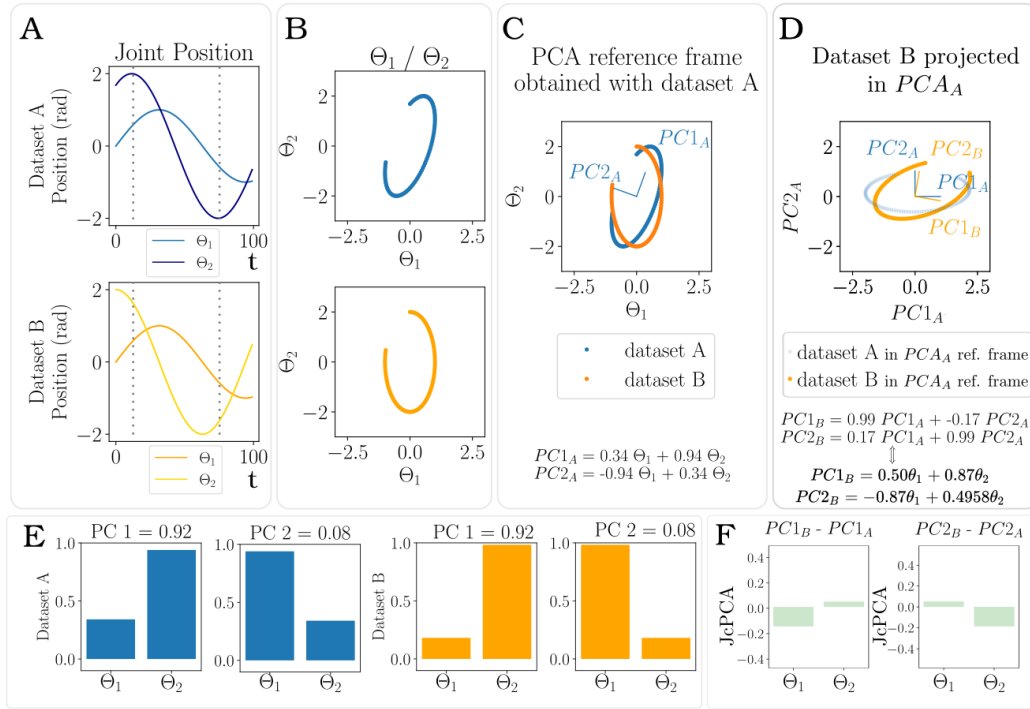 A
Joint Position
Dataset A
Position (rad)
2
0
−2
0
100
t
Θ1
Θ2
Dataset B
Position (rad)
2
0
−2
0
100
t
Θ1
Θ2
B
Θ1 / Θ2
Θ2
2
0
−2
−2.5
0.0
2.5
Θ1
Θ2
2
0
−2
−2.5
0.0
2.5
Θ1
C
PCA reference frame
obtained with dataset A
Θ2
2
0
−2
PC1A
PC2A
−2.5
0.0
2.5
Θ1
dataset A
dataset B
PC1A = 0.34 Θ1 + 0.94 Θ2
PC2A = -0.94 Θ1 + 0.34 Θ2
D
Dataset B projected
in PCAA
PC2A
2
0
−2
PC2A
PC2B
PC1A
PC1B
−2.5
0.0
2.5
PC1A
dataset A in PCAA ref. frame
dataset B in PCAA ref. frame
PC1B = 0.99 PC1A + -0.17 PC2A
PC2B = 0.17 PC1A + 0.99 PC2A
⇕
PC1B = 0.50θ1 + 0.87θ2
PC2B = −0.87θ1 + 0.4958θ2
E
PC 1 = 0.92
Dataset A
1.0
0.5
0.0
Θ1 Θ2
PC 2 = 0.08
1.0
0.5
0.0
Θ1 Θ2
PC 1 = 0.92
Dataset B
1.0
0.5
0.0
Θ1 Θ2
PC 2 = 0.08
1.0
0.5
0.0
Θ1 Θ2
F
PC1B - PC1A
JcPCA
0.4
0.2
0.0
−0.2
−0.4
Θ1 Θ2
PC2B - PC2A
JcPCA
0.4
0.2
0.0
−0.2
−0.4
Θ1 Θ2